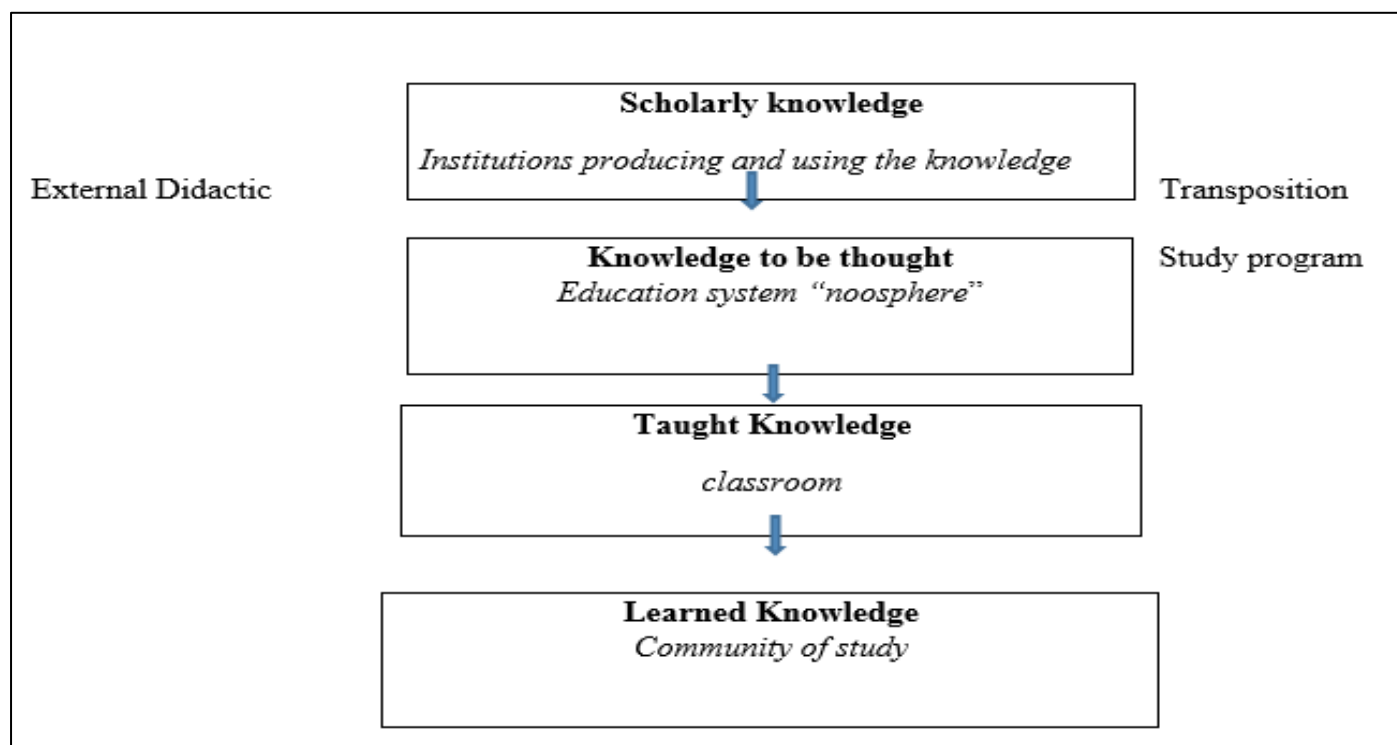 Scholarly knowledge
Institutions producing and using the knowledge
External Didactic
Transposition
Knowledge to be thought
Study program
Education system “noosphere”
Taught Knowledge
classroom
Learned Knowledge
Community of study